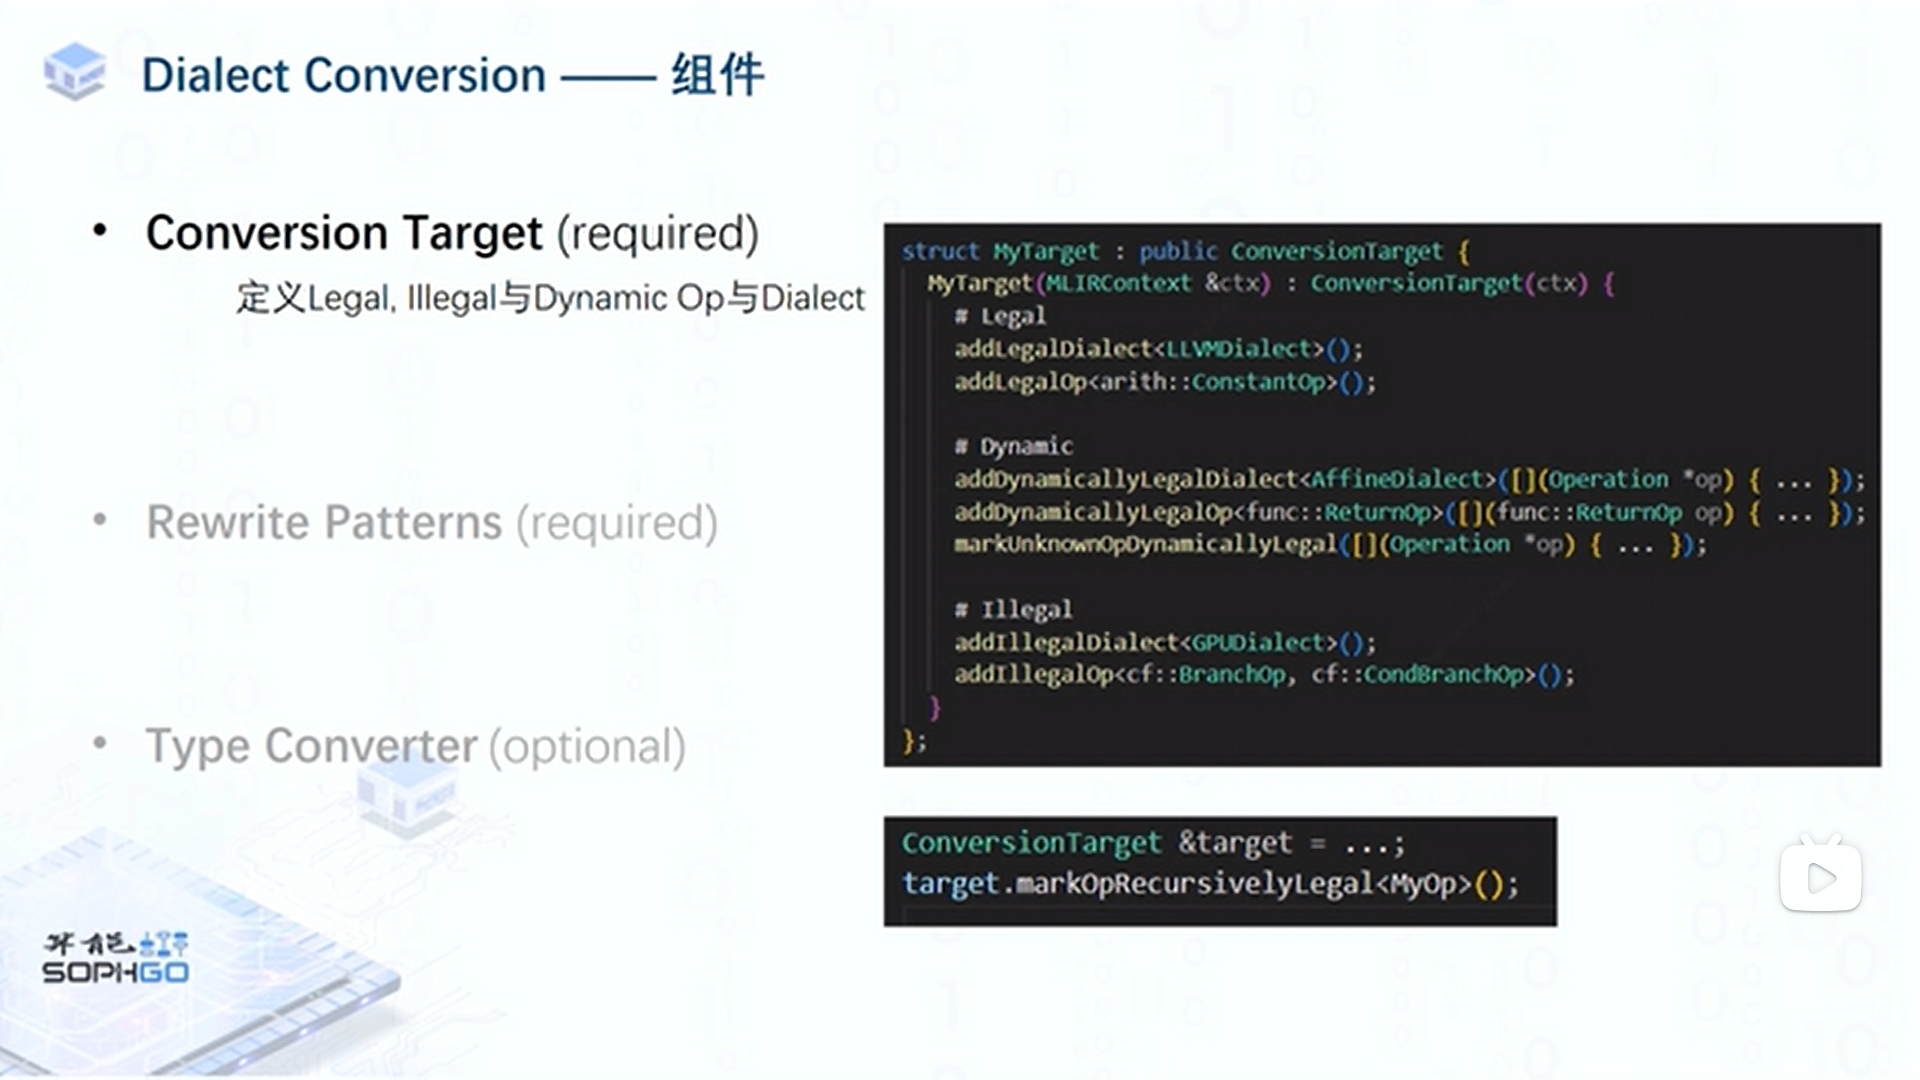 Dialect Conversion —— 组件
• Conversion Target (required)
定义Legal, Illegal与Dynamic Op与Dialect
• Rewrite Patterns (required)
• Type Converter (optional)
struct MyTarget : public ConversionTarget {
MyTarget(MLIRContext &ctx) : ConversionTarget(ctx) {
# Legal
addLegalDialect<LLVMDialect>();
addLegalOp<arith::ConstantOp>();
# Dynamic
addDynamicallyLegalDialect<AffineDialect>([](Operation *op) { ... });
addDynamicallyLegalOp<func::ReturnOp>([](func::ReturnOp op) { ... });
markUnknownOpDynamicallyLegal([](Operation *op) { ... });
# Illegal
addIllegalDialect<GPUDialect>();
addIllegalOp<cf::BranchOp, cf::CondBranchOp>();
}
};
ConversionTarget &target = ...;
target.markOpRecursivelyLegal<MyOp>();
SOPHGO